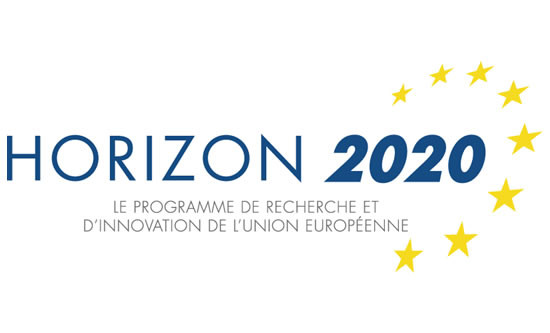 HORIZON 2020
LE PROGRAMME DE RECHERCHE ET
D'INNOVATION DE L'UNION EUROPÉENNE